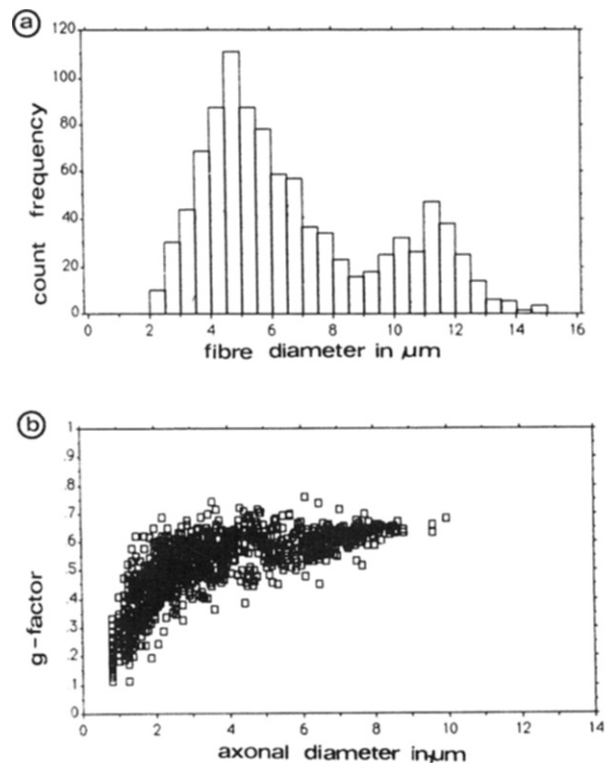 a
120
100
80
60
40
20
0
count frequency
0 2 4 6 8 10 12 14 16
fibre diameter in µm
b
1
.9
.8
.7
.6
.5
.4
.3
.2
.1
0
g-factor
0 2 4 6 8 10 12 14
axonal diameter in µm